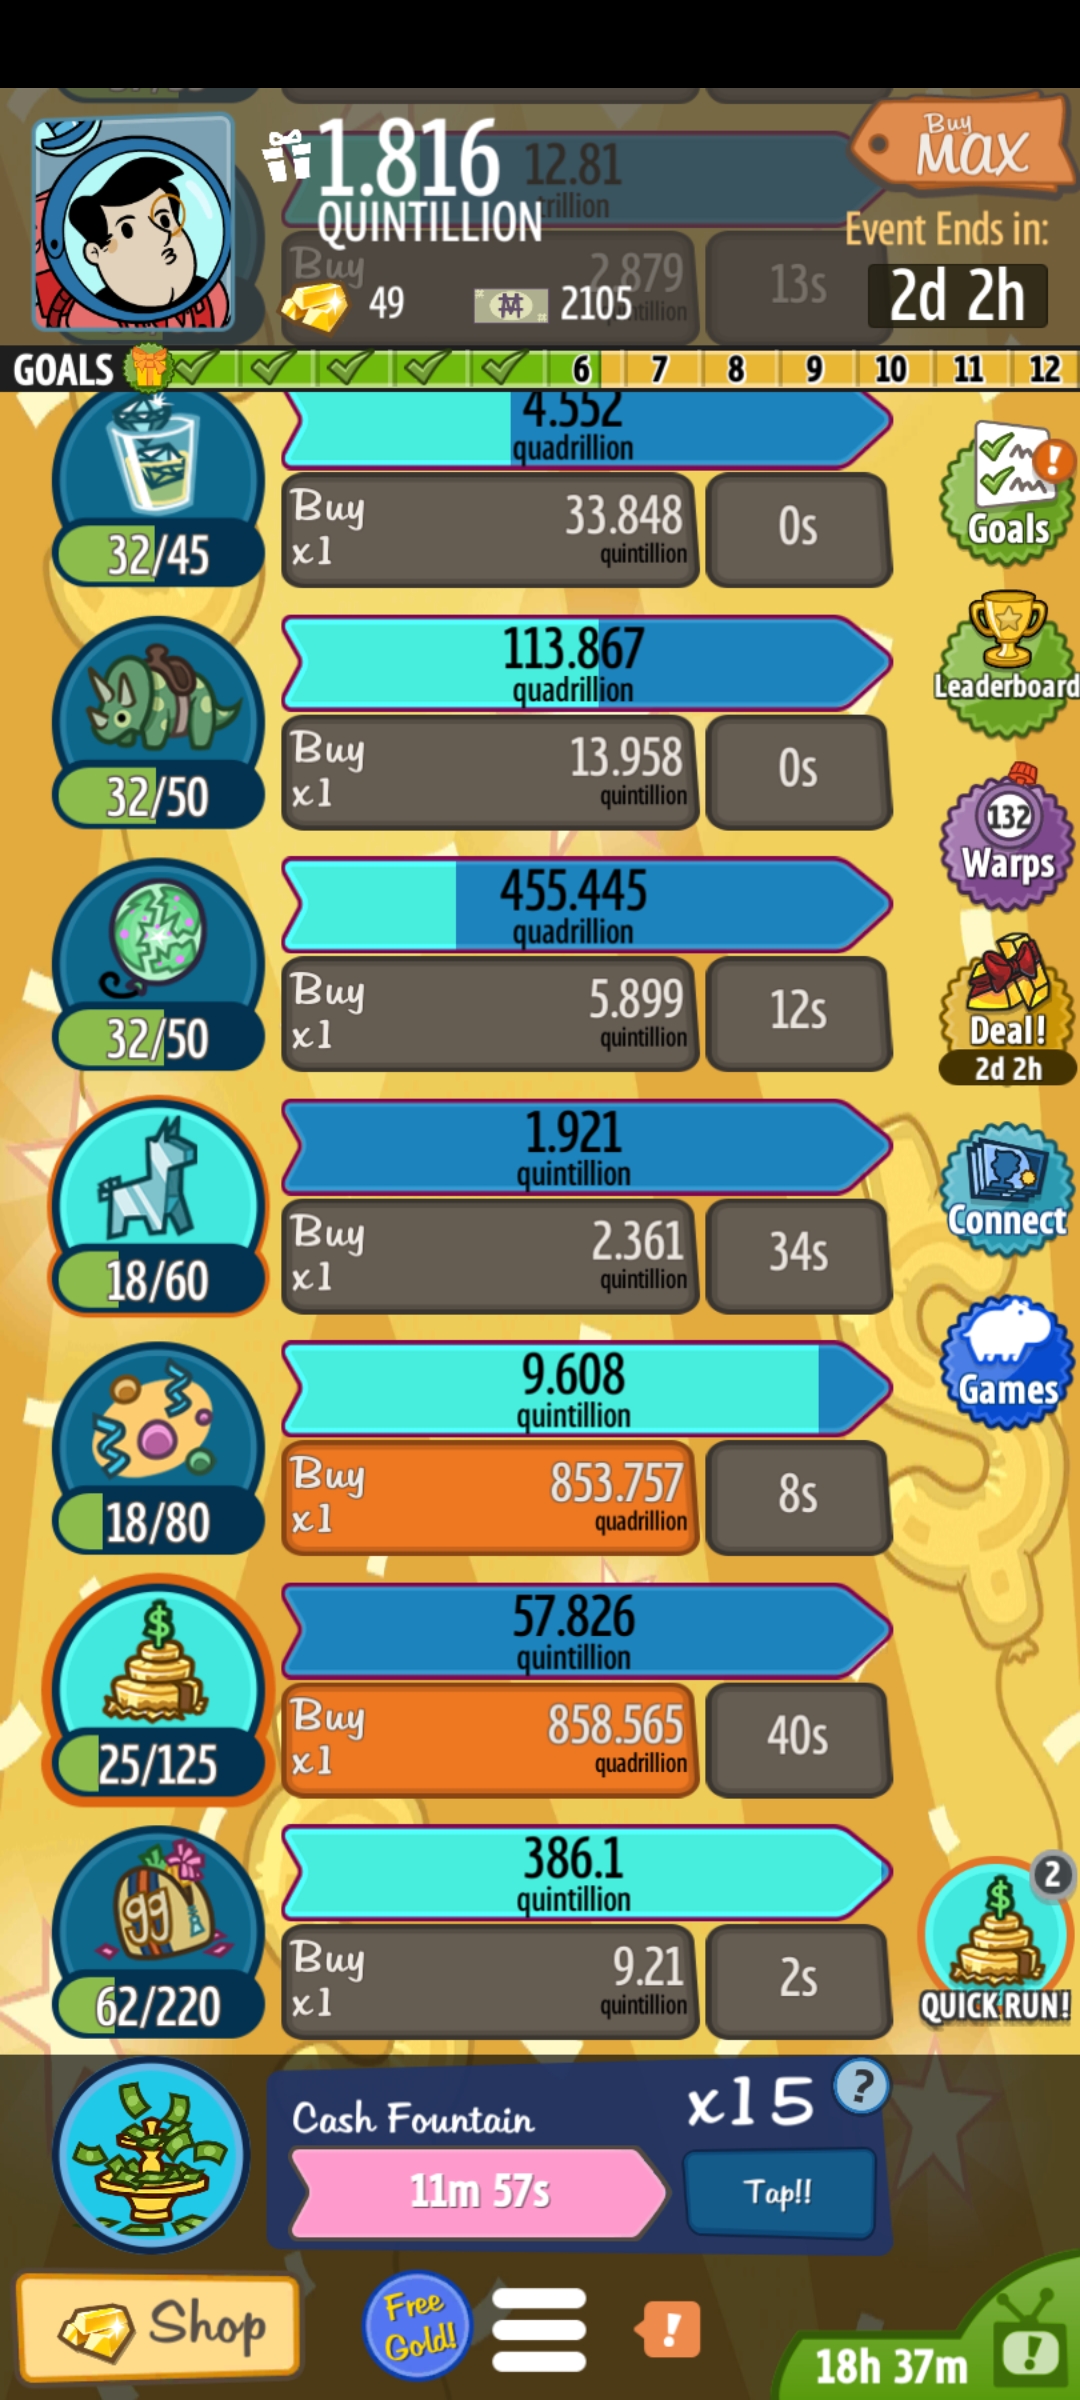 1.816
QUINTILLION
12.81
trillion
Buy
MAX
Event Ends in:
2d 2h
Buy
2.879
13s
49
2105
GOALS
6 7 8 9 10 11 12
4.552
quadrillion
Buy
x1
33.848
quintillion
0s
32/45
Goals
113.867
quadrillion
Buy
x1
13.958
quintillion
0s
32/50
Leaderboard
132
Warps
455.445
quadrillion
Buy
x1
5.899
quintillion
12s
32/50
Deal!
2d 2h
1.921
quintillion
Buy
x1
2.361
quintillion
34s
18/60
Connect
Games
9.608
quintillion
Buy
x1
853.757
quadrillion
8s
18/80
57.826
quintillion
Buy
x1
858.565
quadrillion
40s
$
25/125
386.1
quintillion
Buy
x1
9.21
quintillion
2s
99
62/220
2
$
QUICK RUN!
Cash Fountain
x15
?
11m 57s
Tap!!
Shop
Free
Gold!
!
18h 37m
!